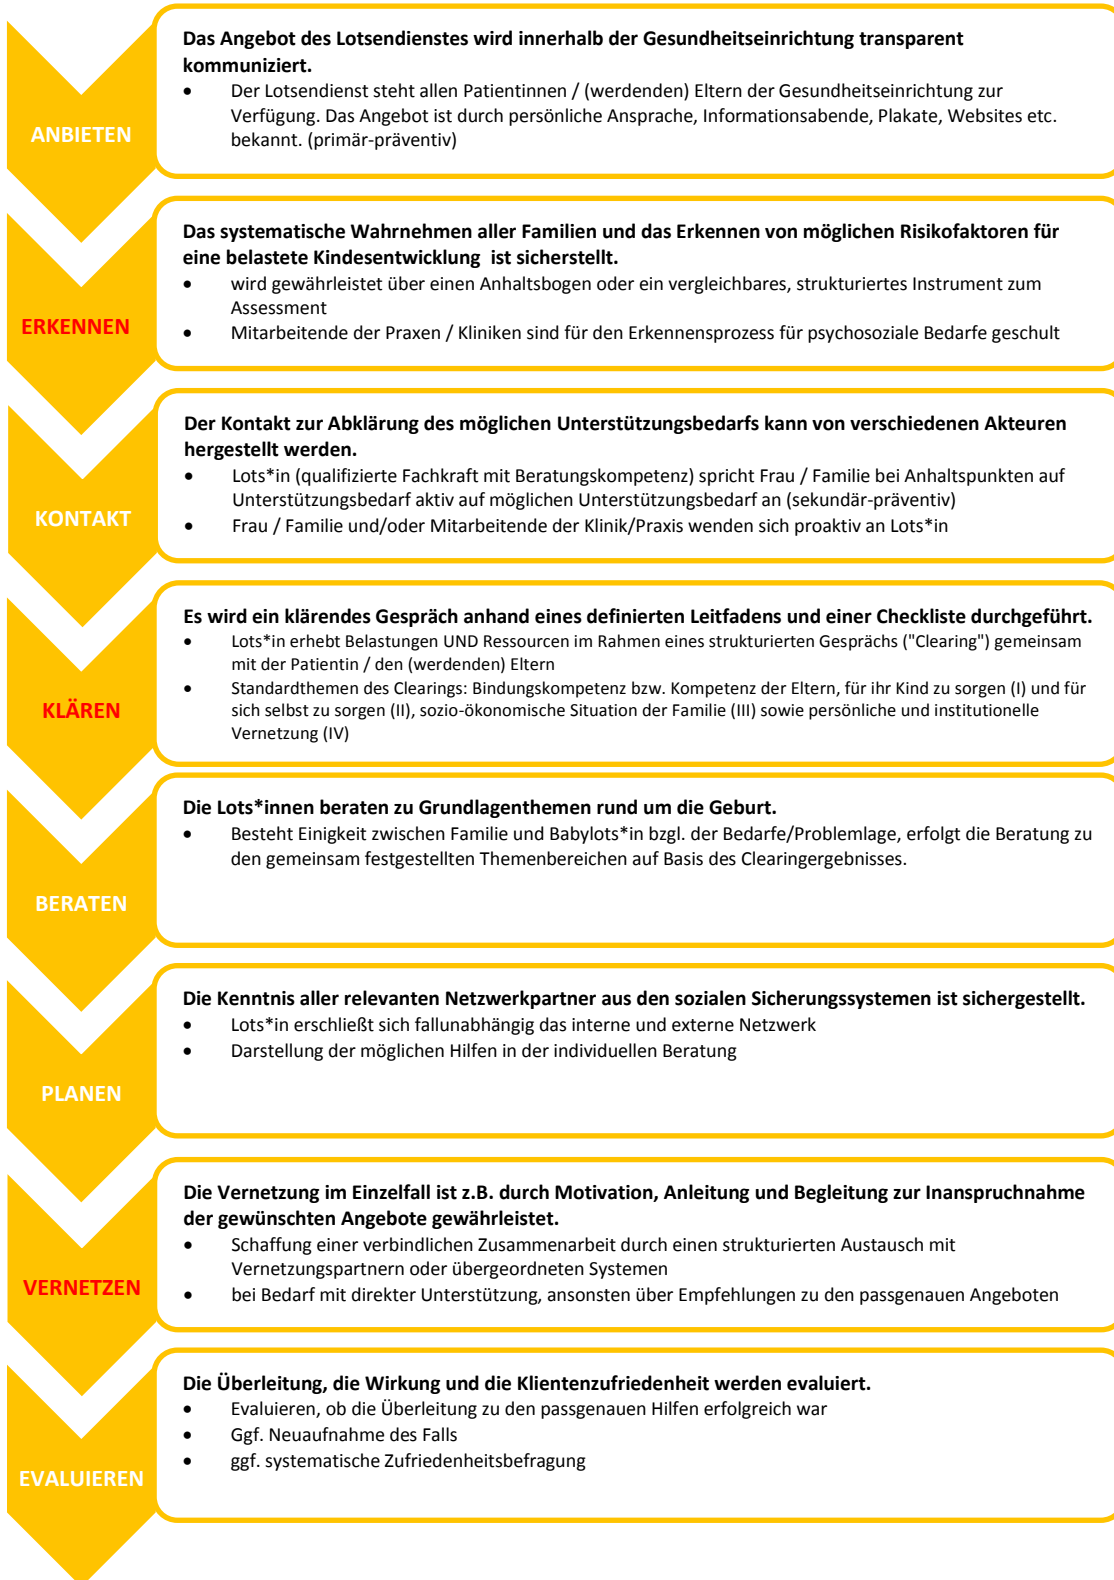 Das Angebot des Lotsendienstes wird innerhalb der Gesundheitseinrichtung transparent
kommuniziert.
• Der Lotsendienst steht allen Patientinnen / (werdenden) Eltern der Gesundheitseinrichtung zur
Verfügung. Das Angebot ist durch persönliche Ansprache, Informationsabende, Plakate, Websites etc.
bekannt. (primär-präventiv)
ANBIETEN
Das systematische Wahrnehmen aller Familien und das Erkennen von möglichen Risikofaktoren für
eine belastete Kindesentwicklung ist sicherstellt.
• wird gewährleistet über einen Anhaltsbogen oder ein vergleichbares, strukturiertes Instrument zum
Assessment
• Mitarbeitende der Praxen / Kliniken sind für den Erkennensprozess für psychosoziale Bedarfe geschult
ERKENNEN
Der Kontakt zur Abklärung des möglichen Unterstützungsbedarfs kann von verschiedenen Akteuren
hergestellt werden.
• Lots*in (qualifizierte Fachkraft mit Beratungskompetenz) spricht Frau / Familie bei Anhaltspunkten auf
Unterstützungsbedarf aktiv auf möglichen Unterstützungsbedarf an (sekundär-präventiv)
• Frau / Familie und/oder Mitarbeitende der Klinik/Praxis wenden sich proaktiv an Lots*in
KONTAKT
Es wird ein klärendes Gespräch anhand eines definierten Leitfadens und einer Checkliste durchgeführt.
• Lots*in erhebt Belastungen UND Ressourcen im Rahmen eines strukturierten Gesprächs ("Clearing") gemeinsam
mit der Patientin / den (werdenden) Eltern
• Standardthemen des Clearings: Bindungskompetenz bzw. Kompetenz der Eltern, für ihr Kind zu sorgen (I) und für
sich selbst zu sorgen (II), sozio-ökonomische Situation der Familie (III) sowie persönliche und institutionelle
Vernetzung (IV)
KLÄREN
Die Lots*innen beraten zu Grundlagenthemen rund um die Geburt.
• Besteht Einigkeit zwischen Familie und Babylots*in bzgl. der Bedarfe/Problemlage, erfolgt die Beratung zu
den gemeinsam festgestellten Themenbereichen auf Basis des Clearingergebnisses.
BERATEN
Die Kenntnis aller relevanten Netzwerkpartner aus den sozialen Sicherungssystemen ist sichergestellt.
• Lots*in erschließt sich fallunabhängig das interne und externe Netzwerk
• Darstellung der möglichen Hilfen in der individuellen Beratung
PLANEN
Die Vernetzung im Einzelfall ist z.B. durch Motivation, Anleitung und Begleitung zur Inanspruchnahme
der gewünschten Angebote gewährleistet.
• Schaffung einer verbindlichen Zusammenarbeit durch einen strukturierten Austausch mit
Vernetzungspartnern oder übergeordneten Systemen
• bei Bedarf mit direkter Unterstützung, ansonsten über Empfehlungen zu den passgenauen Angeboten
VERNETZEN
Die Überleitung, die Wirkung und die Klientenzufriedenheit werden evaluiert.
• Evaluieren, ob die Überleitung zu den passgenauen Hilfen erfolgreich war
• Ggf. Neuaufnahme des Falls
• ggf. systematische Zufriedenheitsbefragung
EVALUIEREN